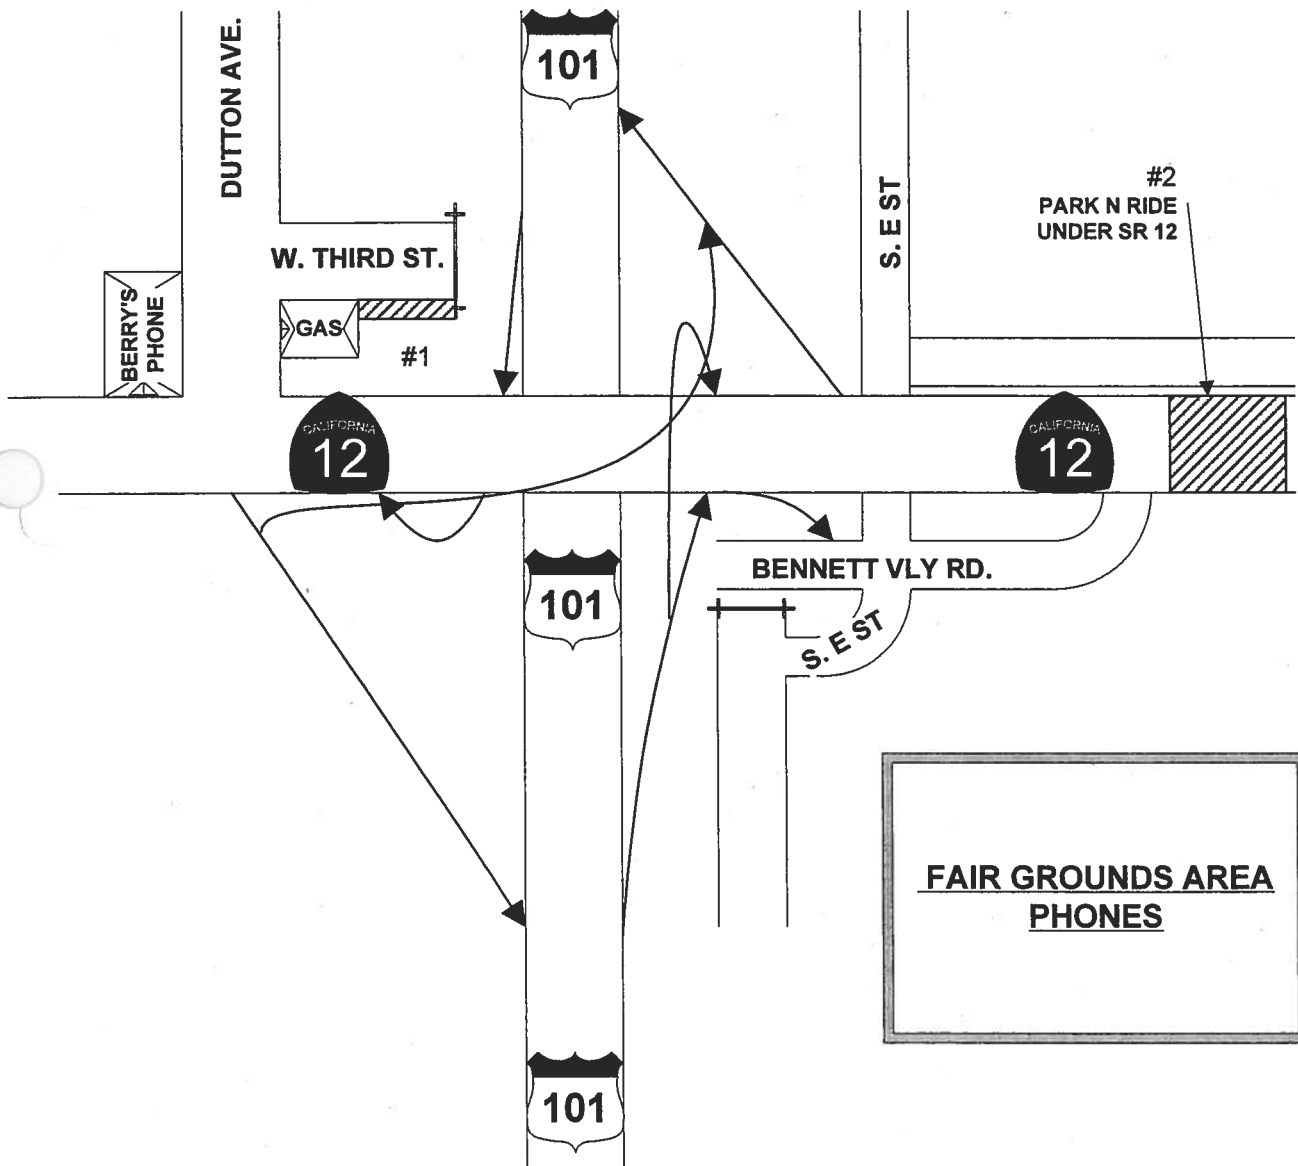 DUTTON AVE.
101
S. E ST
#2
PARK N RIDE
UNDER SR 12
W. THIRD ST.
BERRY'S
PHONE
GAS
#1
CALIFORNIA
12
CALIFORNIA
12
101
BENNETT VLY RD.
S. E ST
FAIR GROUNDS AREA
PHONES
101